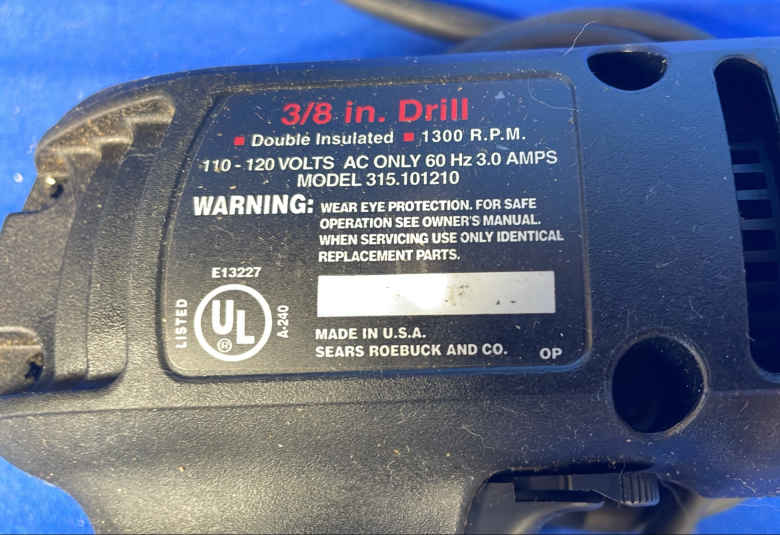 3/8 in. Drill
▪ Double Insulated ▪ 1300 R.P.M.
110 - 120 VOLTS AC ONLY 60 Hz 3.0 AMPS
MODEL 315.101210
WARNING: WEAR EYE PROTECTION. FOR SAFE
OPERATION SEE OWNER'S MANUAL.
WHEN SERVICING USE ONLY IDENTICAL
REPLACEMENT PARTS.
E13227
LISTED
UL
®
A-240
MADE IN U.S.A.
SEARS ROEBUCK AND CO. OP